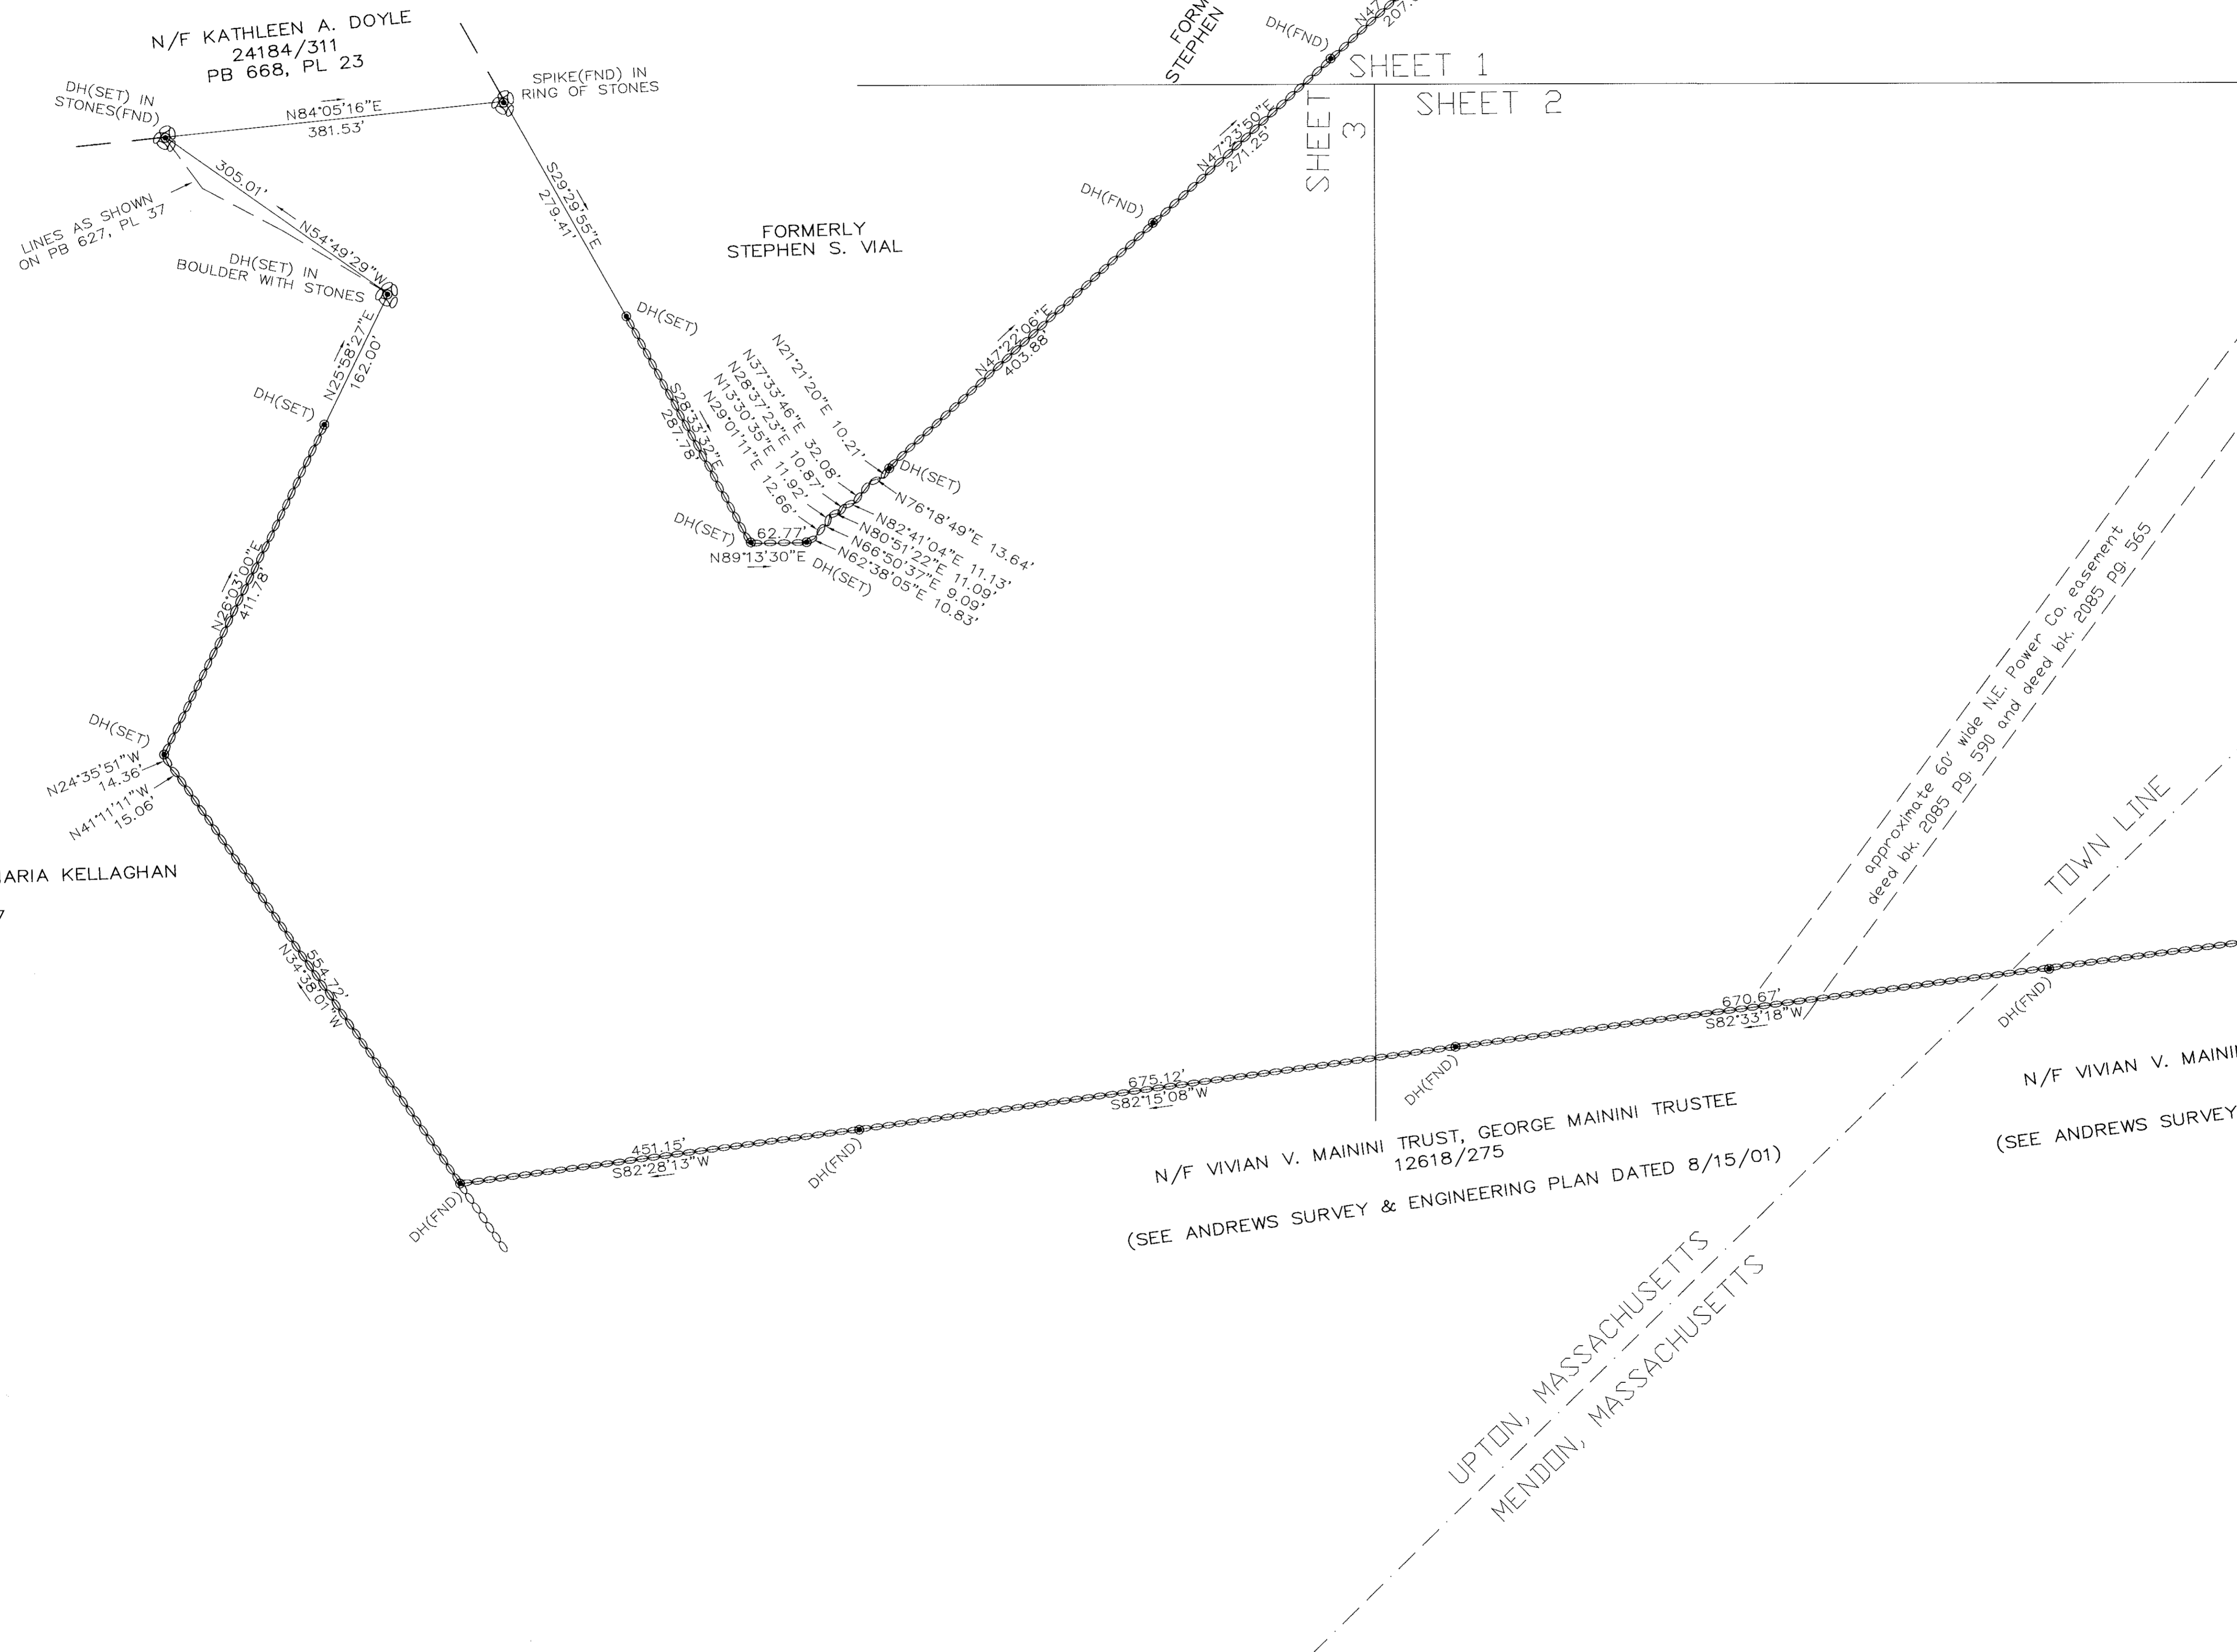 N/F KATHLEEN A. DOYLE
24184/311
PB 668, PL 23
DH(SET) IN
STONES(FND)
N84°05'16"E
381.53'
SPIKE(FND) IN
RING OF STONES
305.01'
N54°49'29"W
LINES AS SHOWN
ON PB 627, PL 37
DH(SET) IN
BOULDER WITH STONES
S29°29'55"E
279.41'
FORMERLY
STEPHEN S. VIAL
STEPHEN
DH(FND)
SHEET 1
SHEET 2
SHEET 3
N47°23'50"E
271.25'
DH(FND)
N25°58'27"E
162.00'
DH(SET)
DH(SET)
S28°33'32"E
287.78'
N47°22'06"E
403.88'
N21°21'20"E 10.21'
N37°33'46"E 32.08'
N28°37'23"E 10.87'
N13°30'35"E 11.92'
N29°01'11"E 12.66'
DH(SET)
N76°18'49"E 13.64'
N82°41'04"E 11.13'
N80°51'22"E 11.09'
N66°50'37"E 9.09'
N62°38'05"E 10.83'
DH(SET)
62.77'
N89°13'30"E
DH(SET)
N26°03'00"E
411.78'
DH(SET)
N24°35'51"W
14.36'
N41°11'11"W
15.06'
ARIA KELLAGHAN
7
554.72'
N34°38'01"W
approximate 60' wide N.E. Power Co. easement
deed bk. 2085 pg. 590 and deed bk. 2085 pg. 565
TOWN LINE
670.67'
S82°33'18"W
DH(FND)
675.12'
S82°15'08"W
DH(FND)
451.15'
S82°28'13"W
DH(FND)
DH(FND)
N/F VIVIAN V. MAININI TRUST, GEORGE MAININI TRUSTEE
12618/275
(SEE ANDREWS SURVEY & ENGINEERING PLAN DATED 8/15/01)
N/F VIVIAN V. MAINI
(SEE ANDREWS SURVEY
UPTON, MASSACHUSETTS
MENDON, MASSACHUSETTS